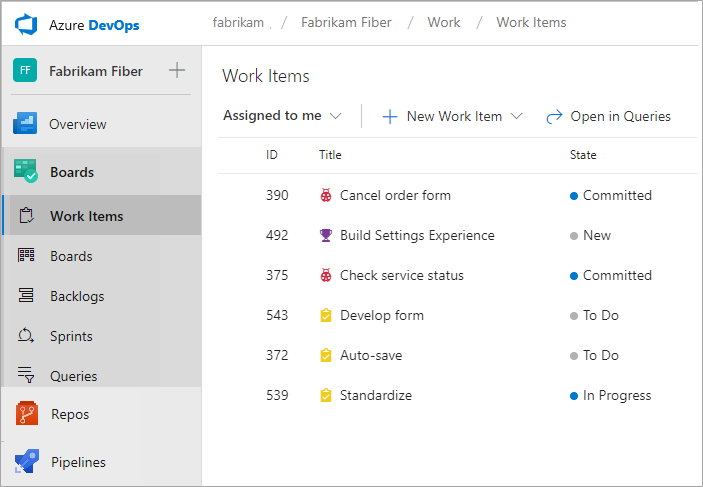 Azure DevOps
fabrikam / Fabrikam Fiber / Work / Work Items
FF Fabrikam Fiber
Overview
Boards
Work Items
Boards
Backlogs
Sprints
Queries
Repos
Pipelines
Work Items
Assigned to me New Work Item Open in Queries
ID Title State
390 Cancel order form Committed
492 Build Settings Experience New
375 Check service status Committed
543 Develop form To Do
372 Auto-save To Do
539 Standardize In Progress